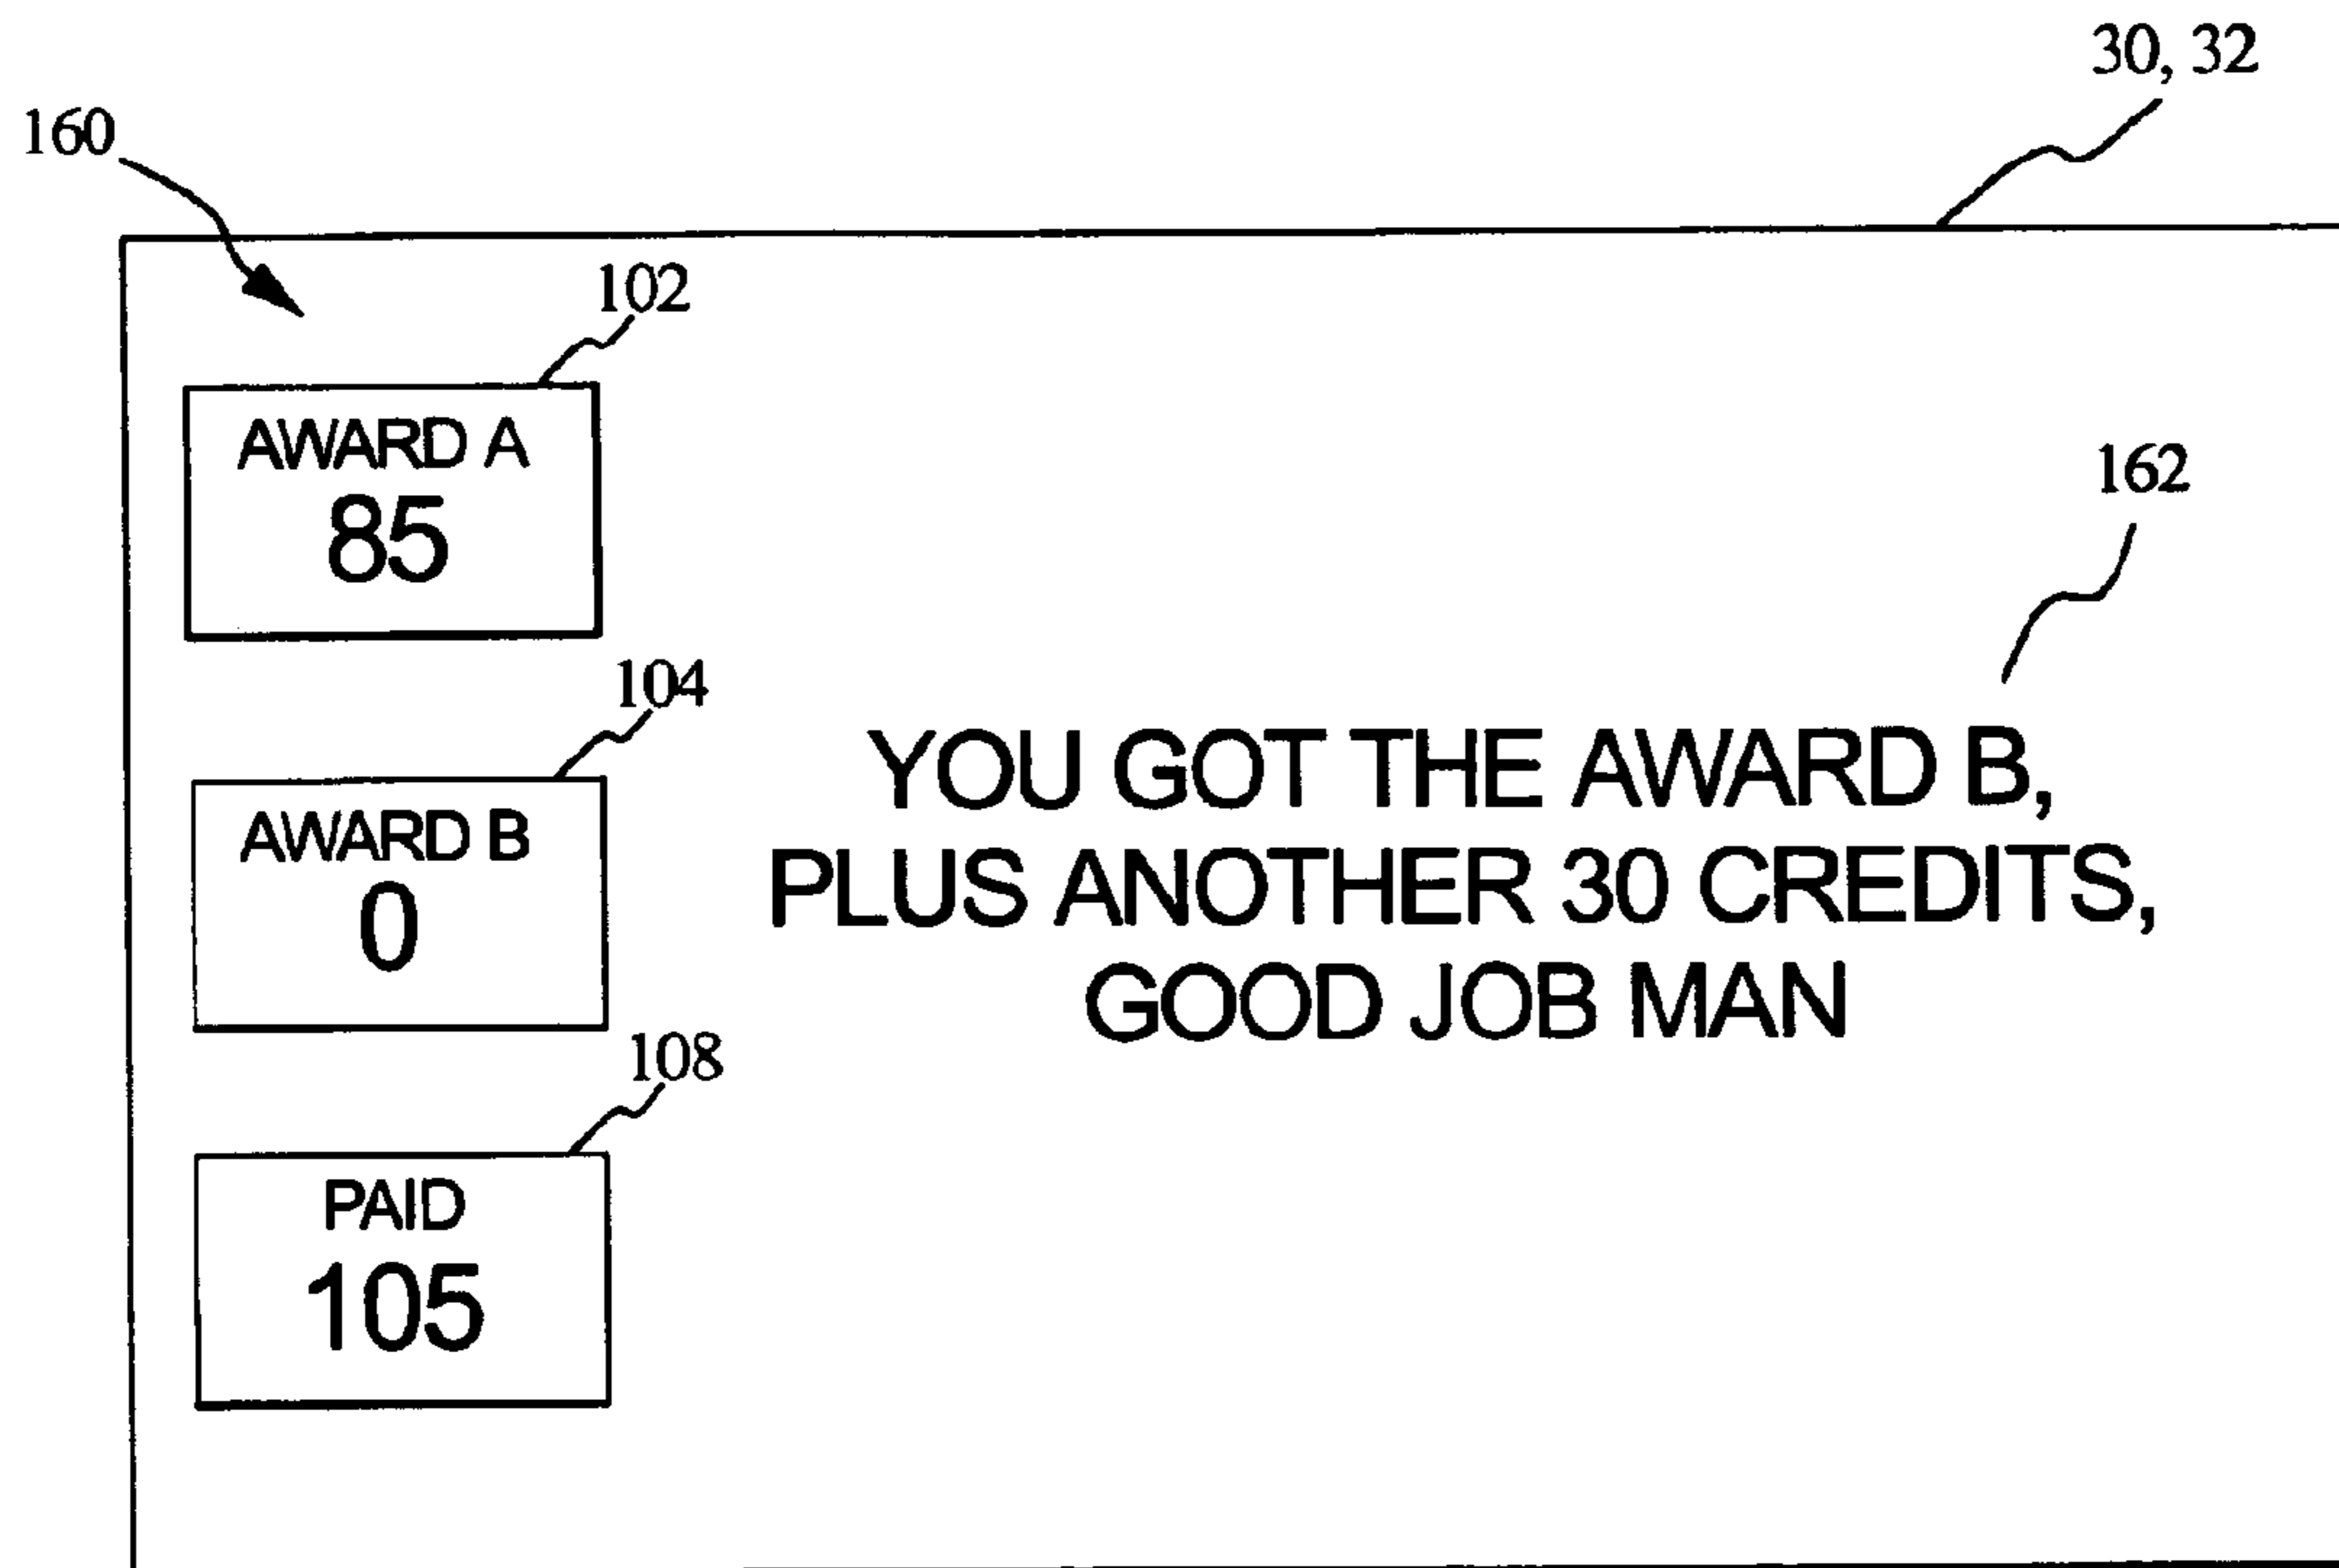 30, 32
160
102
AWARD A
85
162
104
AWARD B
0
YOU GOT THE AWARD B,
PLUS ANOTHER 30 CREDITS,
GOOD JOB MAN
108
PAID
105